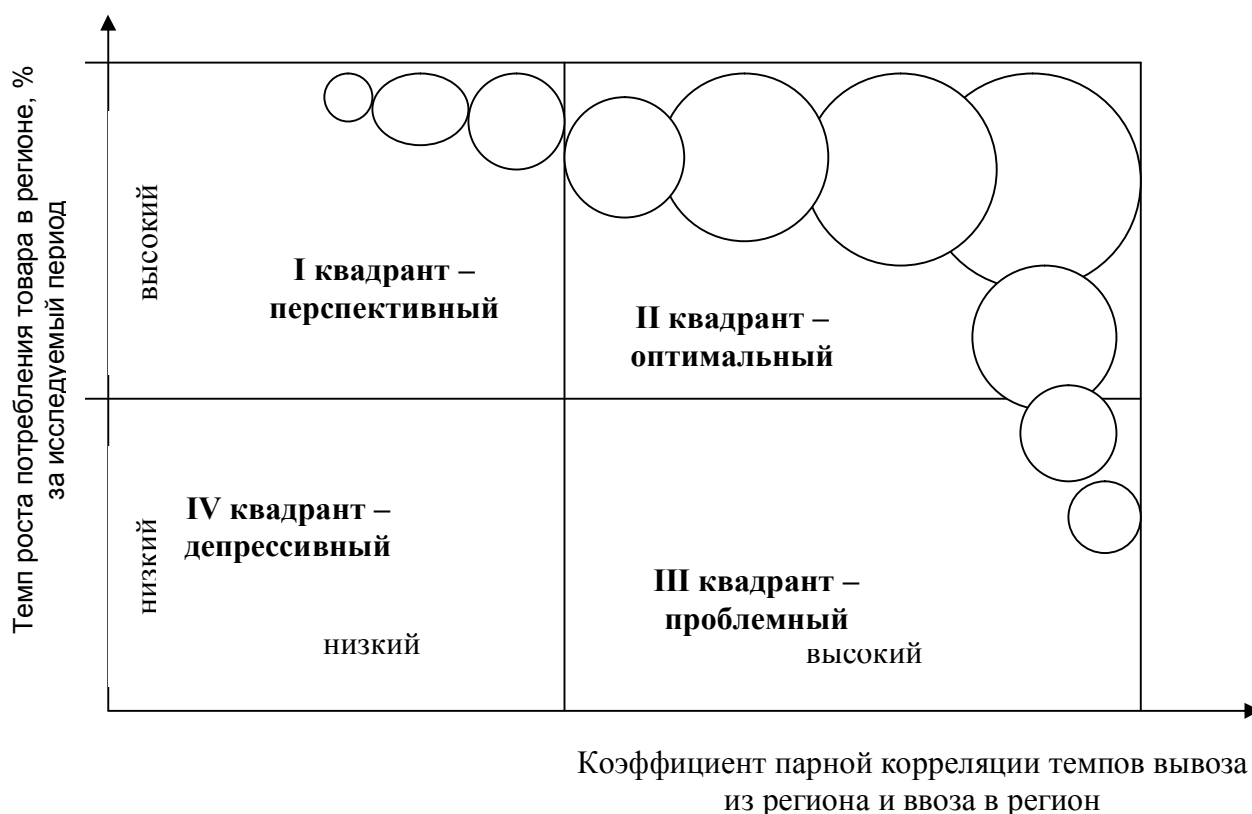 Темп роста потребления товара в регионе, %
за исследуемый период
высокий
I квадрант –
перспективный
II квадрант –
оптимальный
низкий
IV квадрант –
депрессивный
III квадрант –
проблемный
низкий
высокий
Коэффициент парной корреляции темпов вывоза
из региона и ввоза в регион